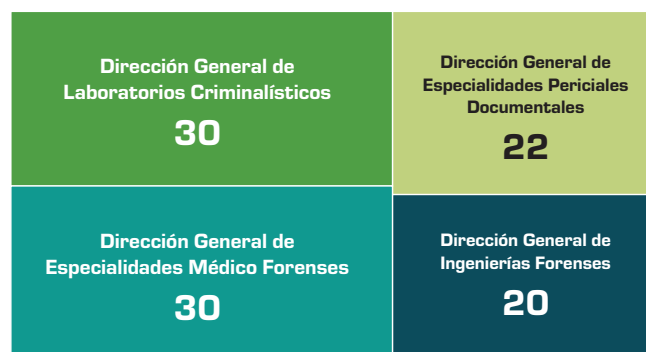 Dirección General de
Laboratorios Criminalísticos
30
Dirección General de
Especialidades Periciales
Documentales
22
Dirección General de
Especialidades Médico Forenses
30
Dirección General de
Ingenierías Forenses
20